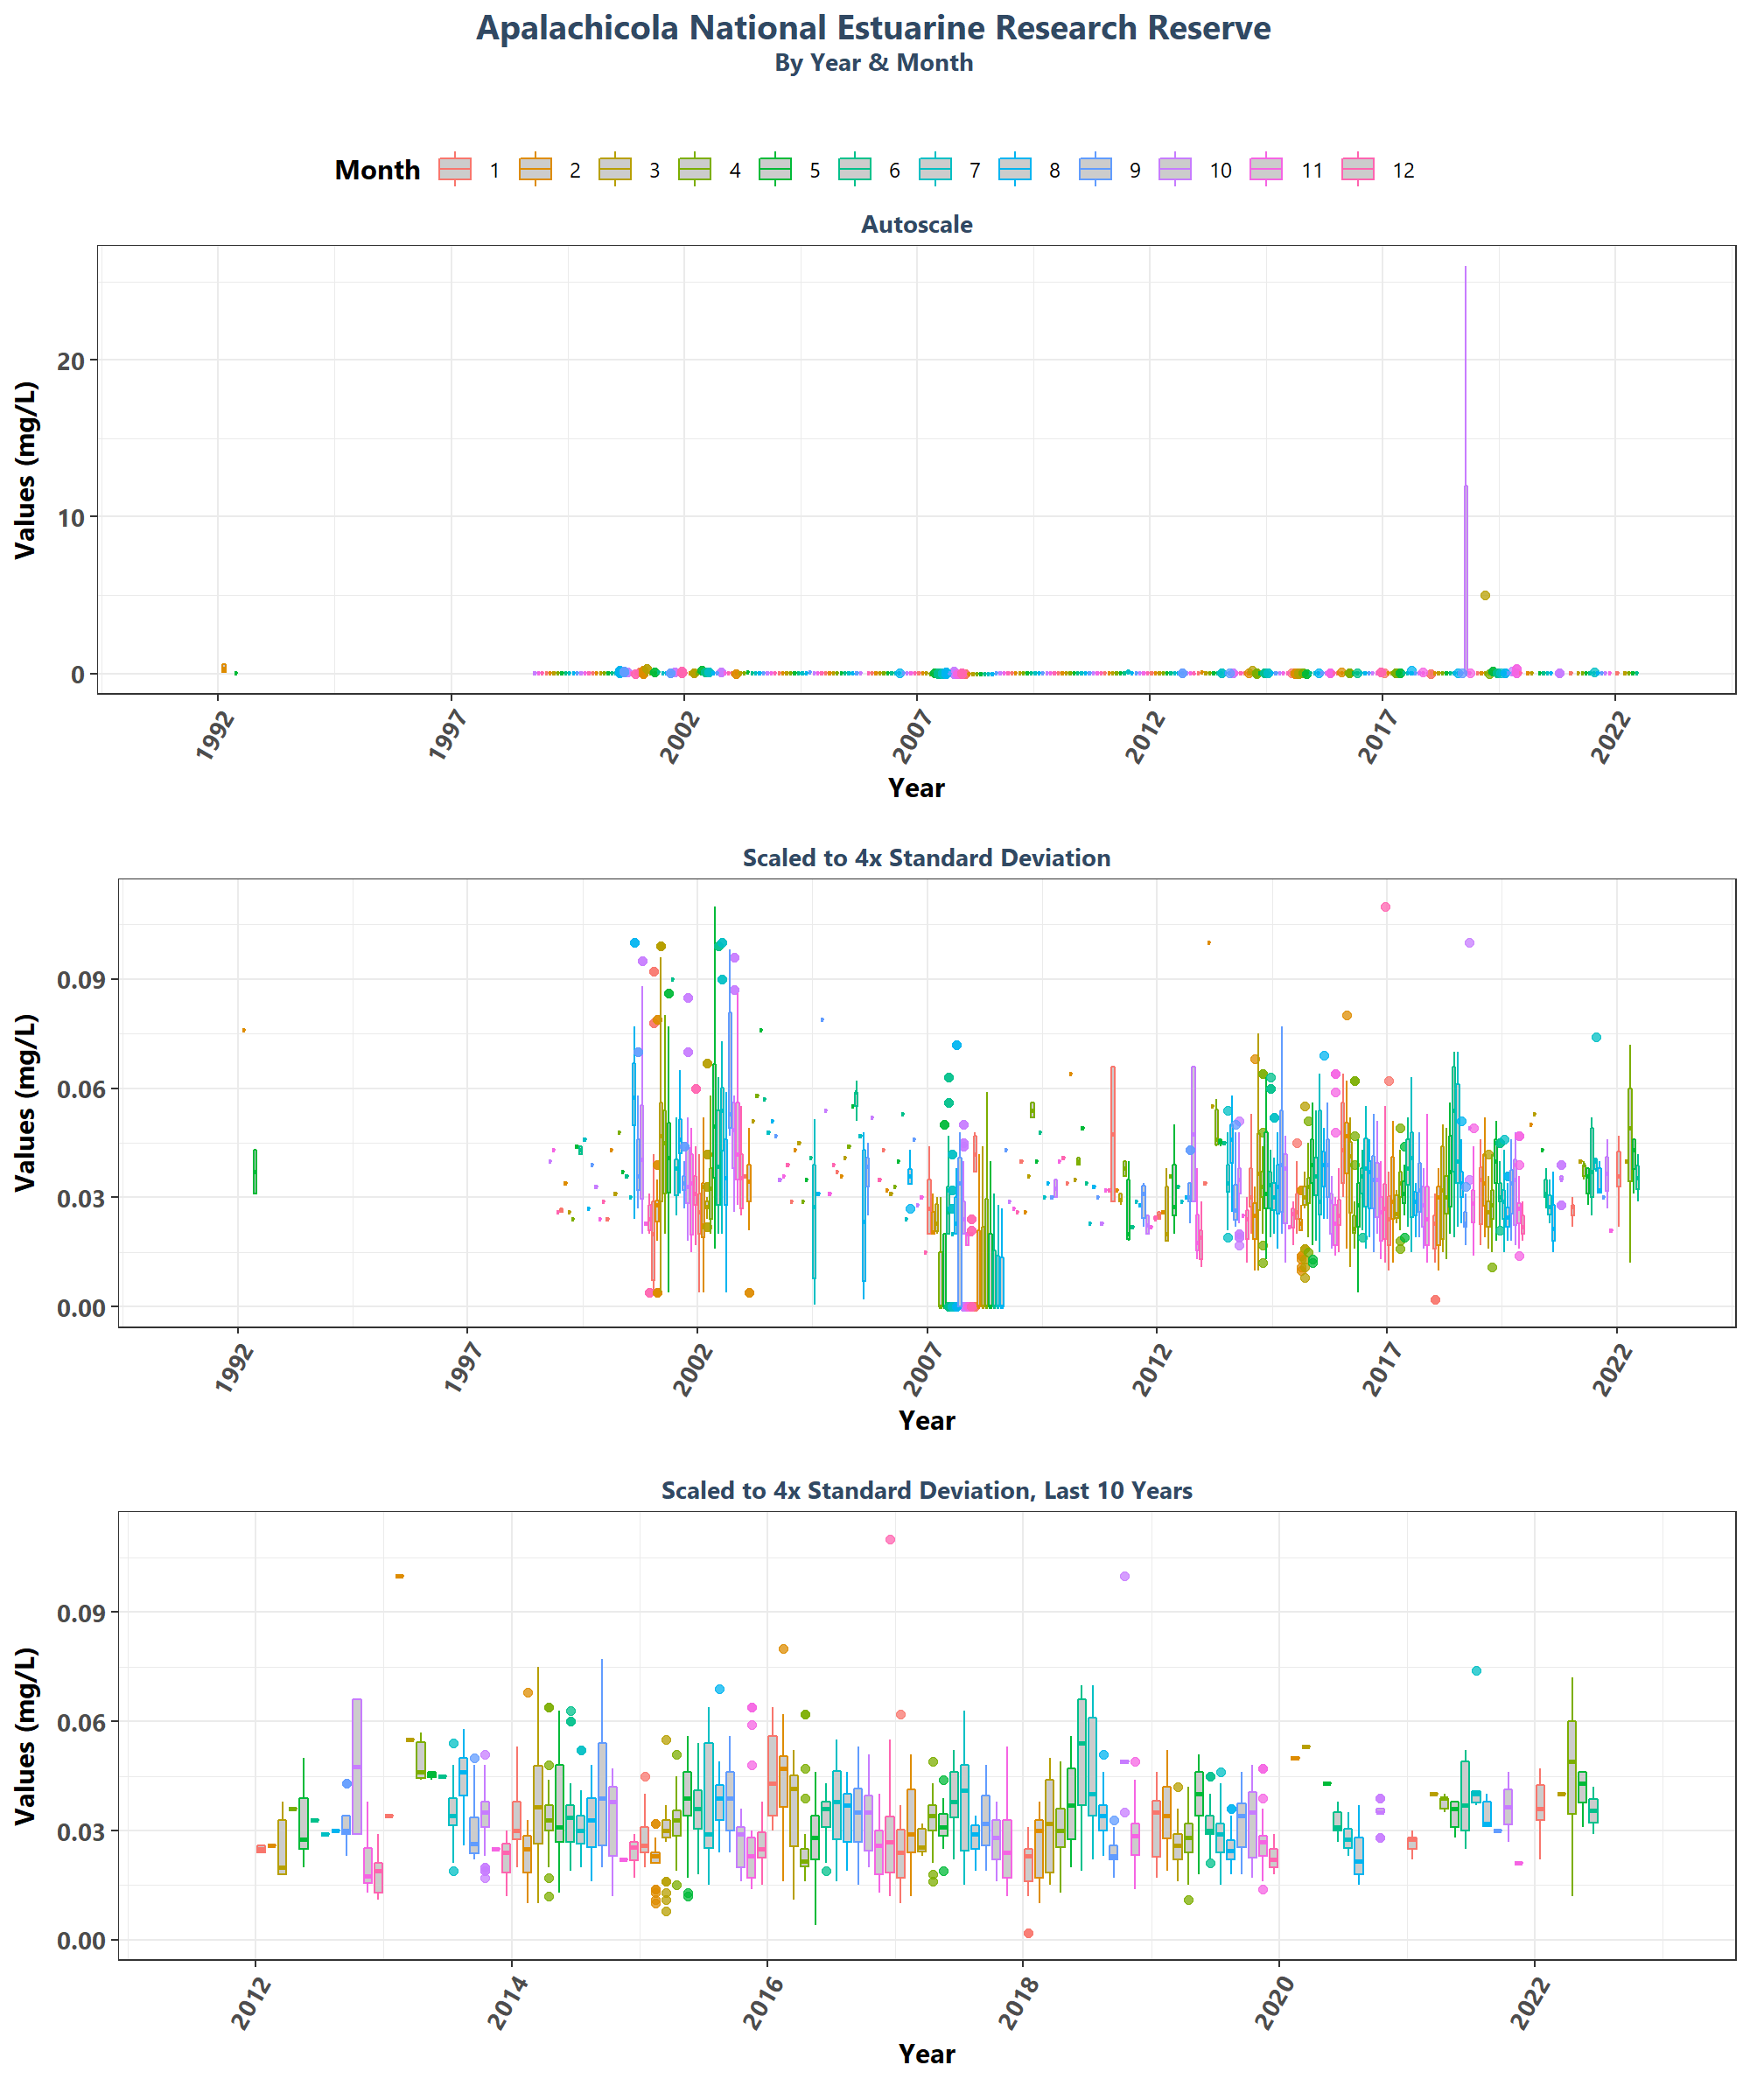 Apalachicola National Estuarine Research Reserve
By Year & Month
Month 1 2 3 4 5 6 7 8 9 10 11 12
Autoscale
Values (mg/L)
20
10
0
1992 1997 2002 2007 2012 2017 2022
Year
Scaled to 4x Standard Deviation
Values (mg/L)
0.09
0.06
0.03
0.00
1992 1997 2002 2007 2012 2017 2022
Year
Scaled to 4x Standard Deviation, Last 10 Years
Values (mg/L)
0.09
0.06
0.03
0.00
2012 2014 2016 2018 2020 2022
Year